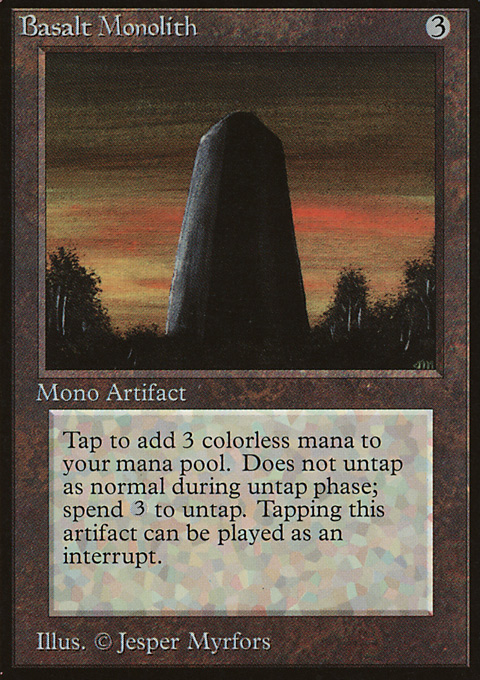 Basalt Monolith 3
Mono Artifact
Tap to add 3 colorless mana to
your mana pool. Does not untap
as normal during untap phase;
spend 3 to untap. Tapping this
artifact can be played as an
interrupt.
Illus. © Jesper Myrfors